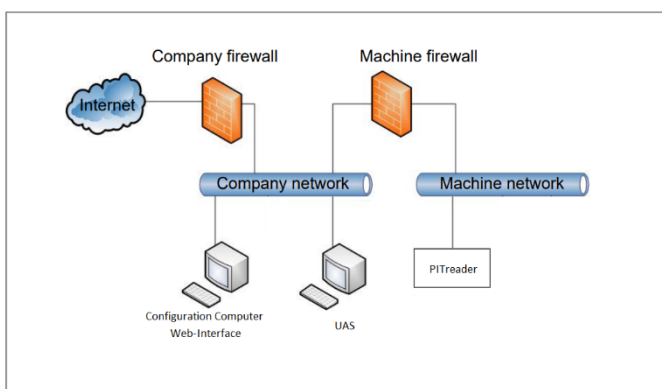 Company firewall
Machine firewall
Internet
Company network
Machine network
PITreader
Configuration Computer
Web-Interface
UAS